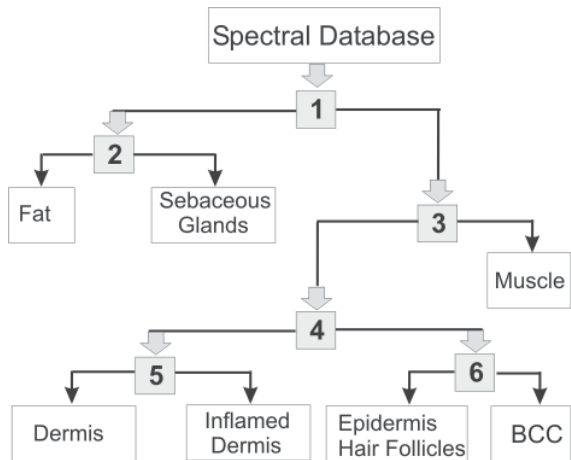 Spectral Database
1
2
Fat
Sebaceous
Glands
3
Muscle
4
5
6
Dermis
Inflamed
Dermis
Epidermis
Hair Follicles
BCC